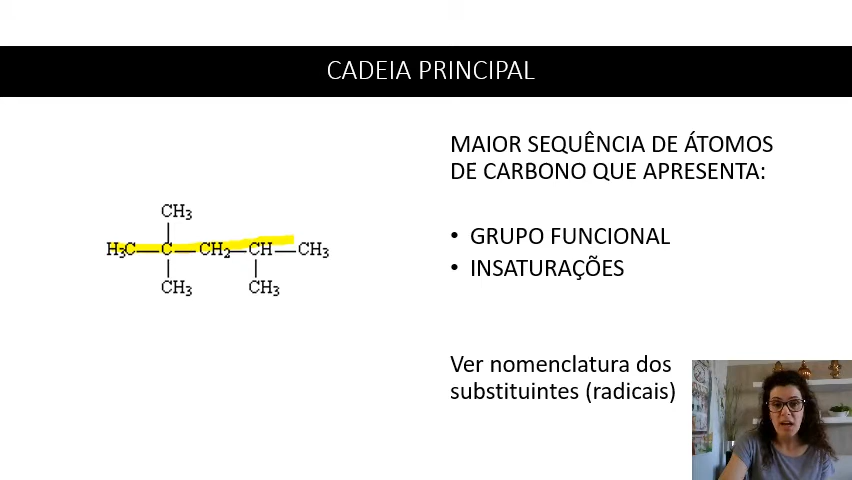 CADEIA PRINCIPAL
MAIOR SEQUÊNCIA DE ÁTOMOS
DE CARBONO QUE APRESENTA:
CH3
H3C—C—CH2—CH—CH3
CH3 CH3
• GRUPO FUNCIONAL
• INSATURAÇÕES
Ver nomenclatura dos
substituintes (radicais)